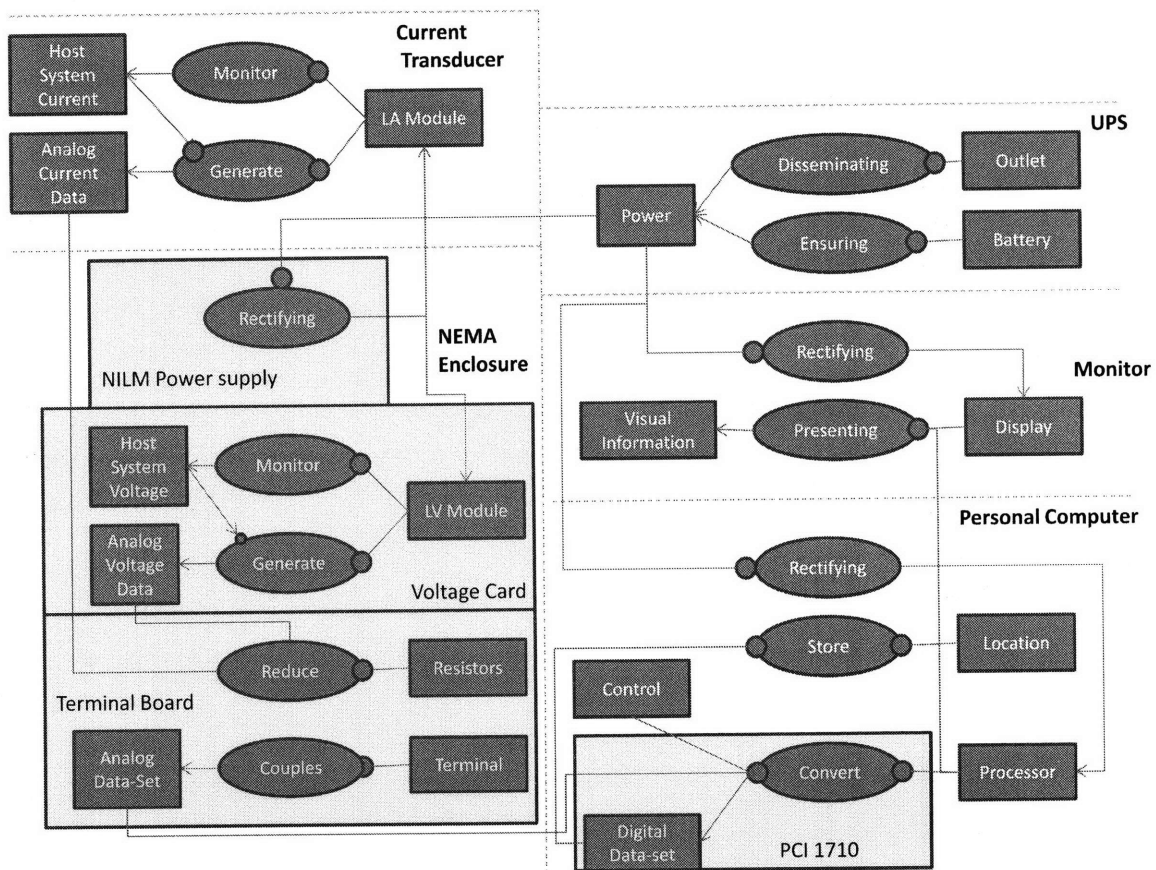 Host
System
Current
Monitor
Current
Transducer
LA Module
Analog
Current
Data
Generate
UPS
Disseminating
Outlet
Power
Ensuring
Battery
Rectifying
NEMA
Enclosure
NILM Power supply
Rectifying
Monitor
Visual
Information
Presenting
Display
Host
System
Voltage
Monitor
LV Module
Analog
Voltage
Data
Generate
Voltage Card
Personal Computer
Rectifying
Reduce
Resistors
Terminal Board
Store
Location
Control
Analog
Data-Set
Couples
Terminal
Convert
Processor
Digital
Data-set
PCI 1710